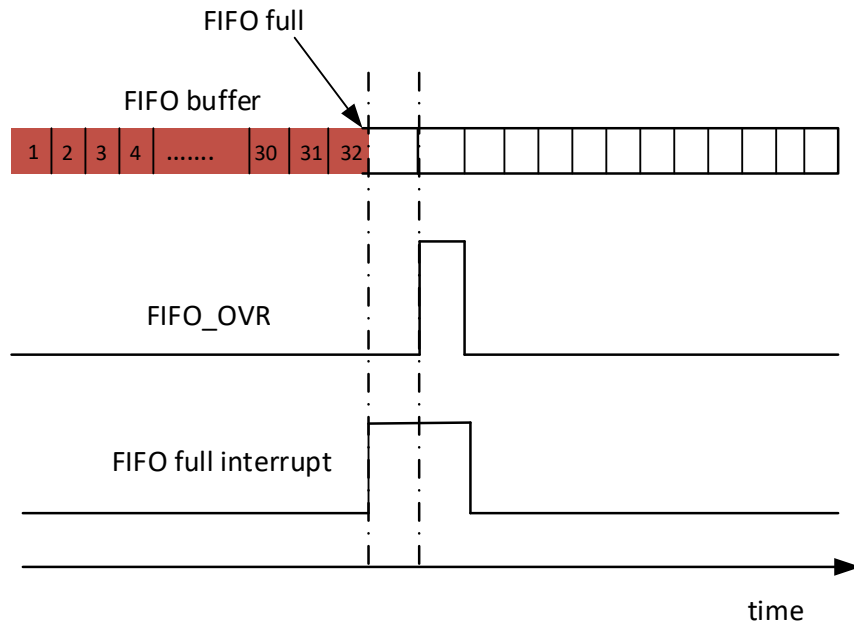 FIFO full
FIFO buffer
1 2 3 4 ....... 30 31 32
FIFO_OVR
FIFO full interrupt
time